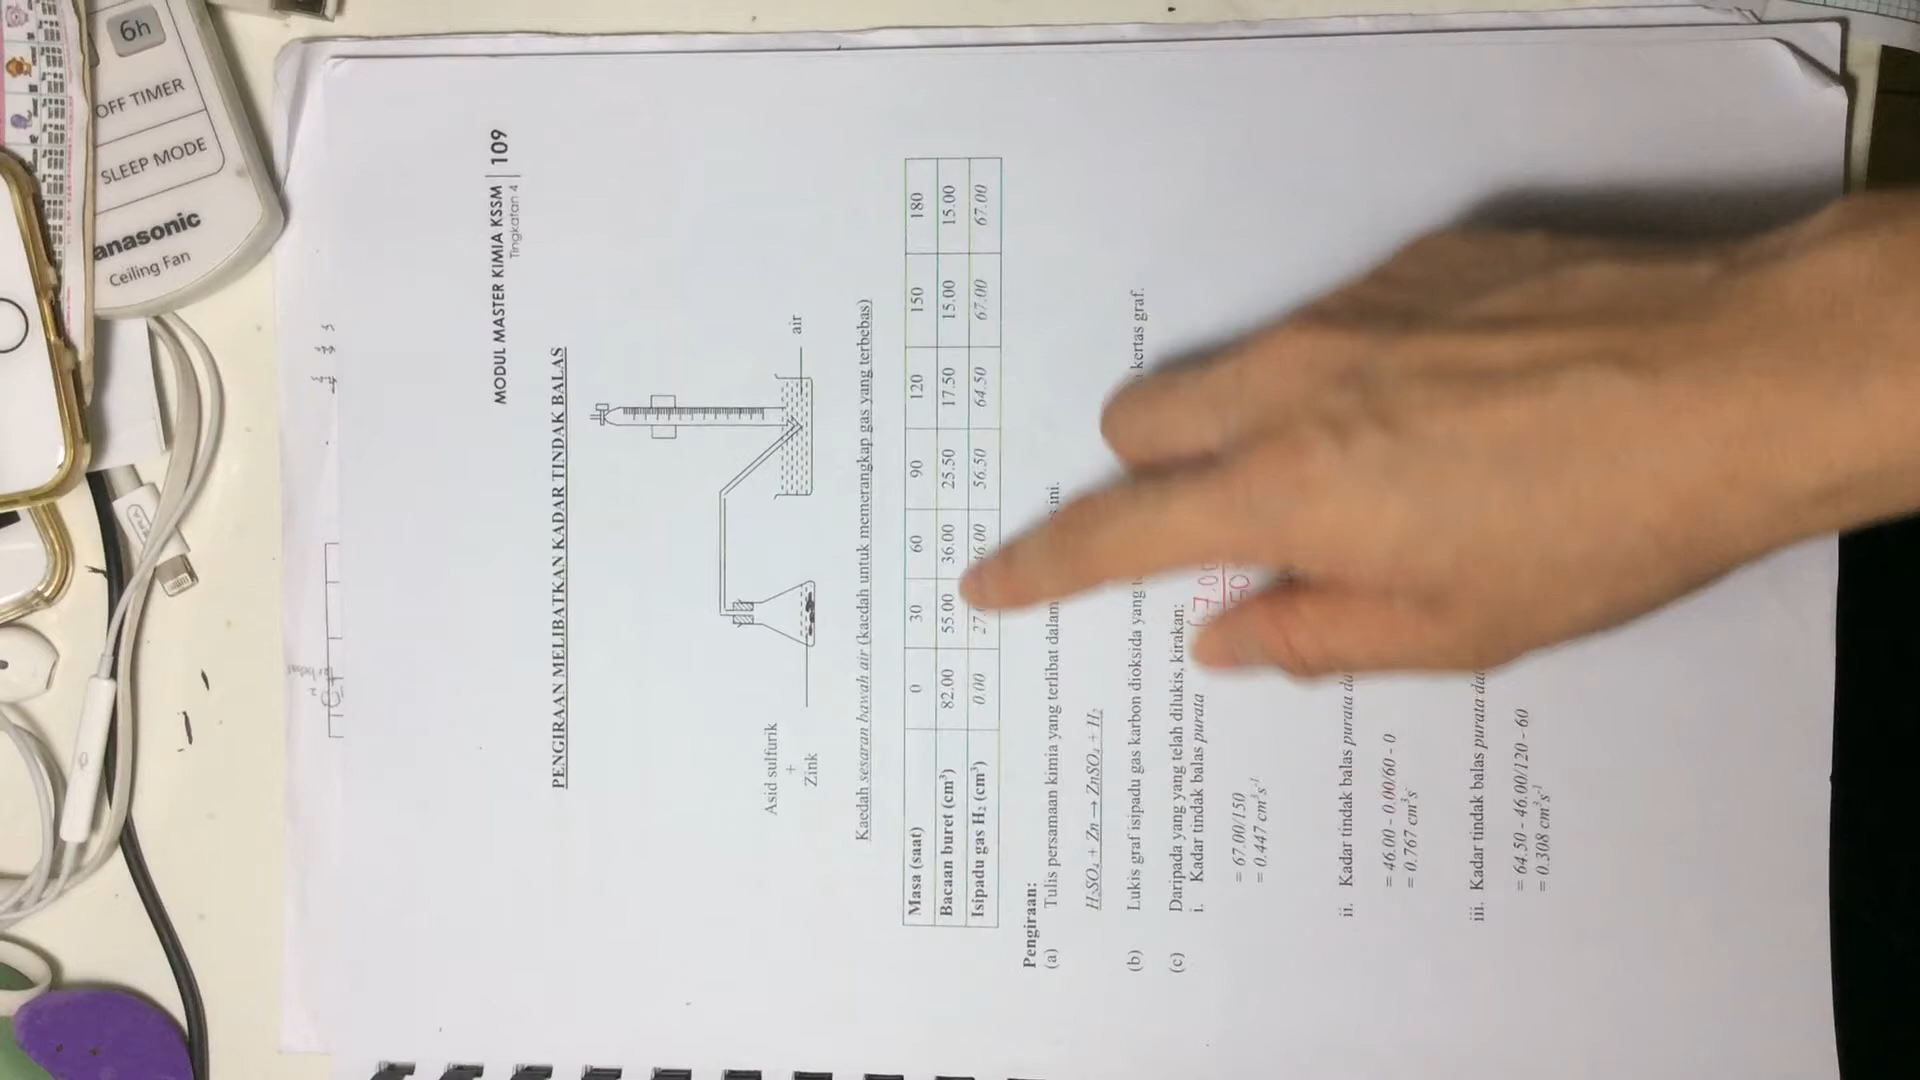 6h
OFF TIMER
SLEEP MODE
anasonic
Ceiling Fan
MODUL MASTER KIMIA KSSM | 109
Tingkatan 4
PENGIRAAN MELIBATKAN KADAR TINDAK BALAS
Asid sulfurik
+
Zink
air
Kaedah sesaran bawah air (kaedah untuk memerangkap gas yang terbebas)
Masa (saat) 0 30 60 90 120 150 180
Bacaan buret (cm³) 82.00 55.00 36.00 25.50 17.50 15.00 15.00
Isipadu gas H₂ (cm³) 0.00 27. 46.00 56.50 64.50 67.00 67.00
Pengiraan:
(a) Tulis persamaan kimia yang terlibat dalam ini.
H₂SO₄ + Zn → ZnSO₄ + H₂
(b) Lukis graf isipadu gas karbon dioksida yang kertas graf.
(c) Daripada yang telah dilukis, kirakan:
i. Kadar tindak balas purata
= 67.00/150
= 0.447 cm³s⁻¹
ii. Kadar tindak balas purata
= 46.00 - 0.00/60 - 0
= 0.767 cm³s⁻
iii. Kadar tindak balas purata
= 64.50 - 46.00/120 - 60
= 0.308 cm³s⁻¹